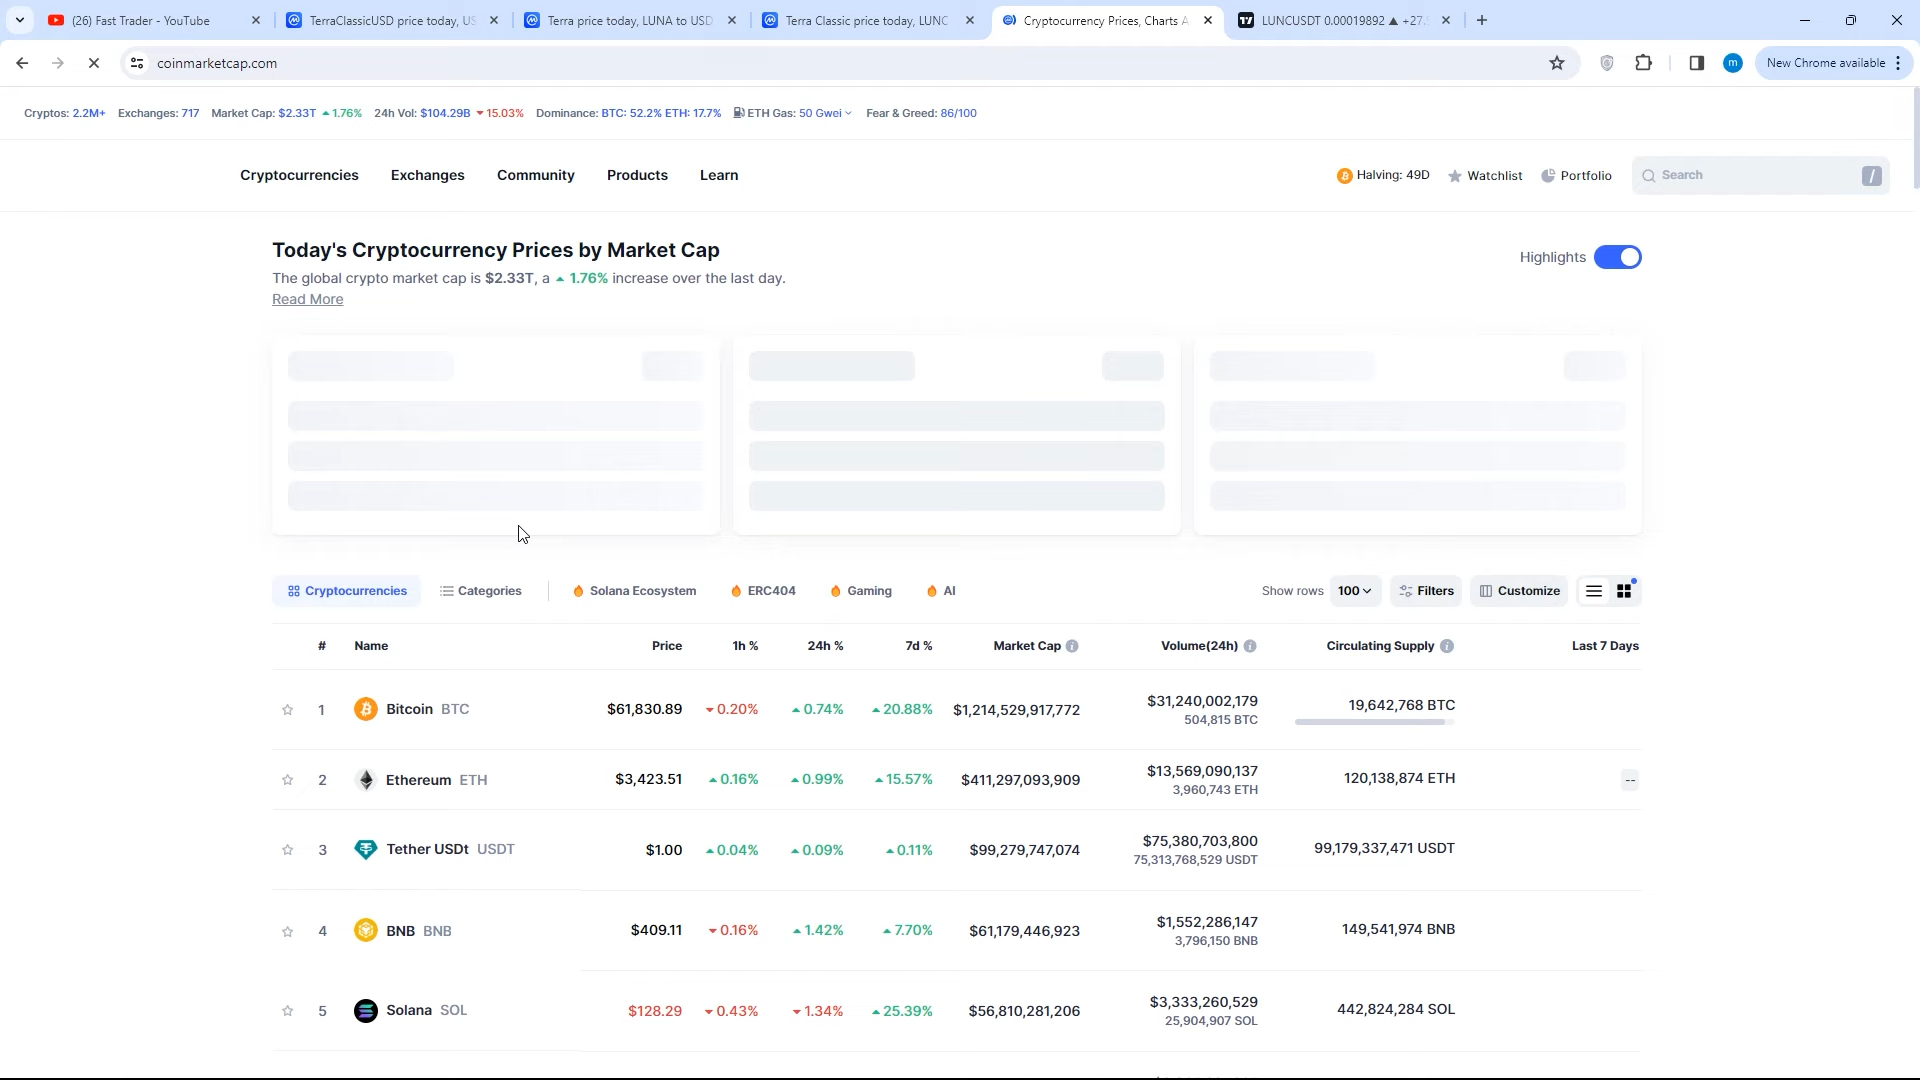 (26) Fast Trader - YouTube
TerraClassicUSD price today, US
Terra price today, LUNA to USD
Terra Classic price today, LUNC
Cryptocurrency Prices, Charts A
LUNCUSDT 0.00019892 ▲ +27.
coinmarketcap.com
m
New Chrome available
Cryptos: 2.2M+ Exchanges: 717 Market Cap: $2.33T 1.76% 24h Vol: $104.29B 15.03% Dominance: BTC: 52.2% ETH: 17.7% ETH Gas: 50 Gwei Fear & Greed: 86/100
Cryptocurrencies Exchanges Community Products Learn
Halving: 49D Watchlist Portfolio Search /
Today's Cryptocurrency Prices by Market Cap
Highlights
The global crypto market cap is $2.33T, a 1.76% increase over the last day.
Read More
Cryptocurrencies Categories Solana Ecosystem ERC404 Gaming AI Show rows 100 Filters Customize
# Name Price 1h % 24h % 7d % Market Cap Volume(24h) Circulating Supply Last 7 Days
1 Bitcoin BTC $61,830.89 0.20% 0.74% 20.88% $1,214,529,917,772 $31,240,002,179 19,642,768 BTC
504,815 BTC
2 Ethereum ETH $3,423.51 0.16% 0.99% 15.57% $411,297,093,909 $13,569,090,137 120,138,874 ETH --
3,960,743 ETH
3 Tether USDt USDT $1.00 0.04% 0.09% 0.11% $99,279,747,074 $75,380,703,800 99,179,337,471 USDT
75,313,768,529 USDT
4 BNB BNB $409.11 0.16% 1.42% 7.70% $61,179,446,923 $1,552,286,147 149,541,974 BNB
3,796,150 BNB
5 Solana SOL $128.29 0.43% 1.34% 25.39% $56,810,281,206 $3,333,260,529 442,824,284 SOL
25,904,907 SOL